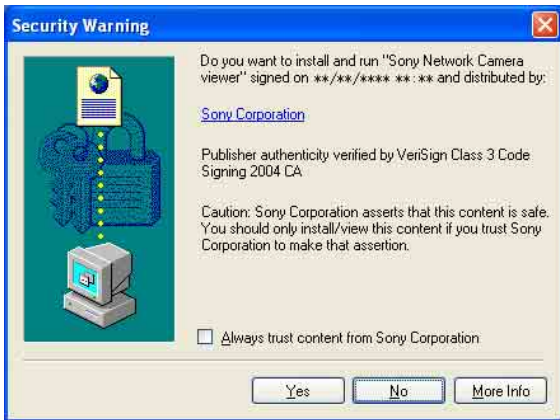 Security Warning
Do you want to install and run "Sony Network Camera
viewer" signed on **/**/**** **:** and distributed by:
Sony Corporation
Publisher authenticity verified by VeriSign Class 3 Code
Signing 2004 CA
Caution: Sony Corporation asserts that this content is safe.
You should only install/view this content if you trust Sony
Corporation to make that assertion.
Always trust content from Sony Corporation
Yes
No
More Info